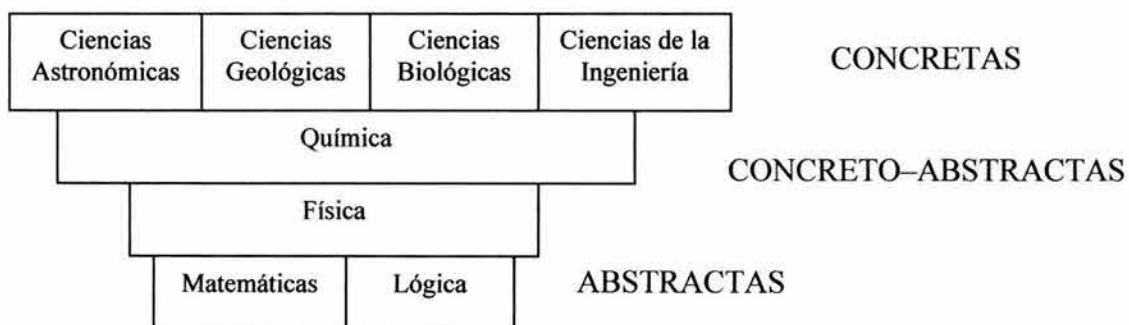 Ciencias Astronómicas
Ciencias Geológicas
Ciencias Biológicas
Ciencias de la Ingeniería
CONCRETAS
Química
CONCRETO–ABSTRACTAS
Física
Matemáticas
Lógica
ABSTRACTAS